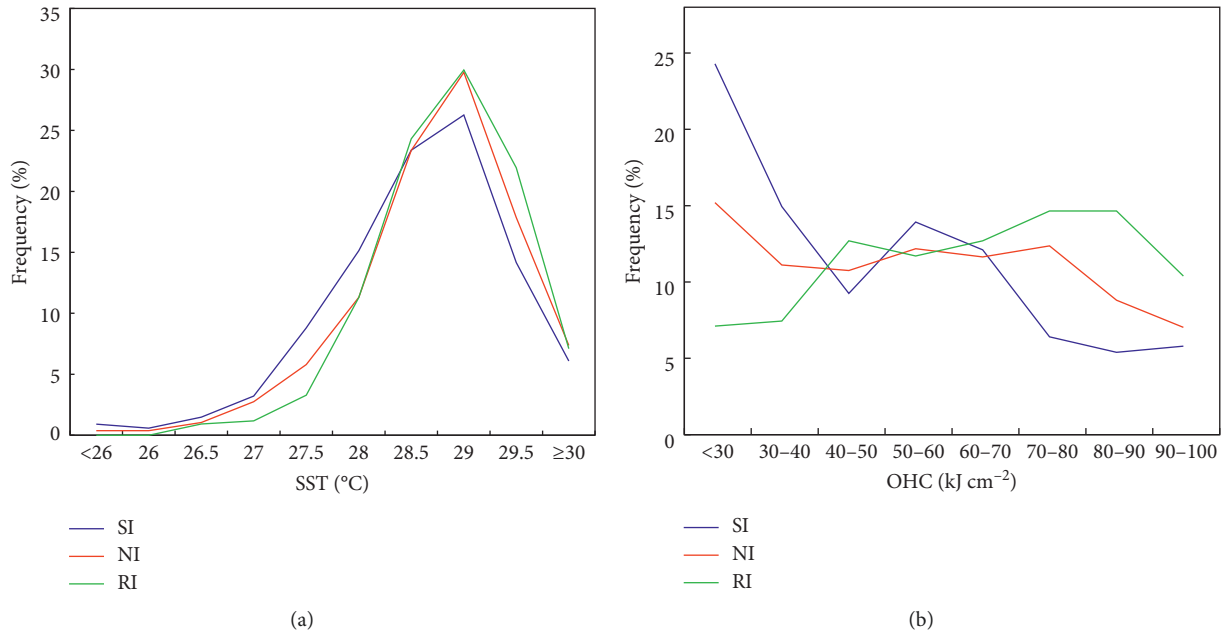 35
30
25
20
15
10
5
0
Frequency (%)
<26 26 26.5 27 27.5 28 28.5 29 29.5 ≥30
SST (°C)
SI
NI
RI
(a)
25
20
15
10
5
0
Frequency (%)
<30 30–40 40–50 50–60 60–70 70–80 80–90 90–100
OHC (kJ cm⁻²)
SI
NI
RI
(b)